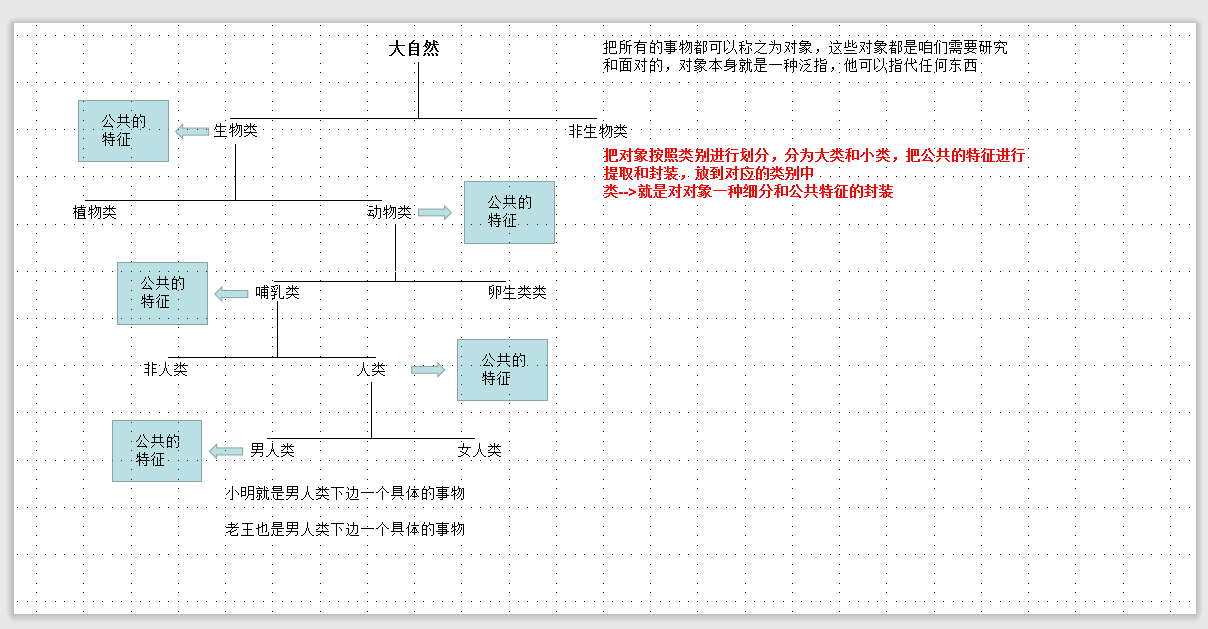 大自然
把所有的事物都可以称之为对象，这些对象都是咱们需要研究
和面对的，对象本身就是一种泛指，他可以指代任何东西
公共的
特征
生物类
非生物类
把对象按照类别进行划分，分为大类和小类，把公共的特征进行
提取和封装，放到对应的类别中
类-->就是对对象一种细分和公共特征的封装
植物类
动物类
公共的
特征
公共的
特征
哺乳类
卵生类类
非人类
人类
公共的
特征
公共的
特征
男人类
女人类
小明就是男人类下边一个具体的事物
老王也是男人类下边一个具体的事物